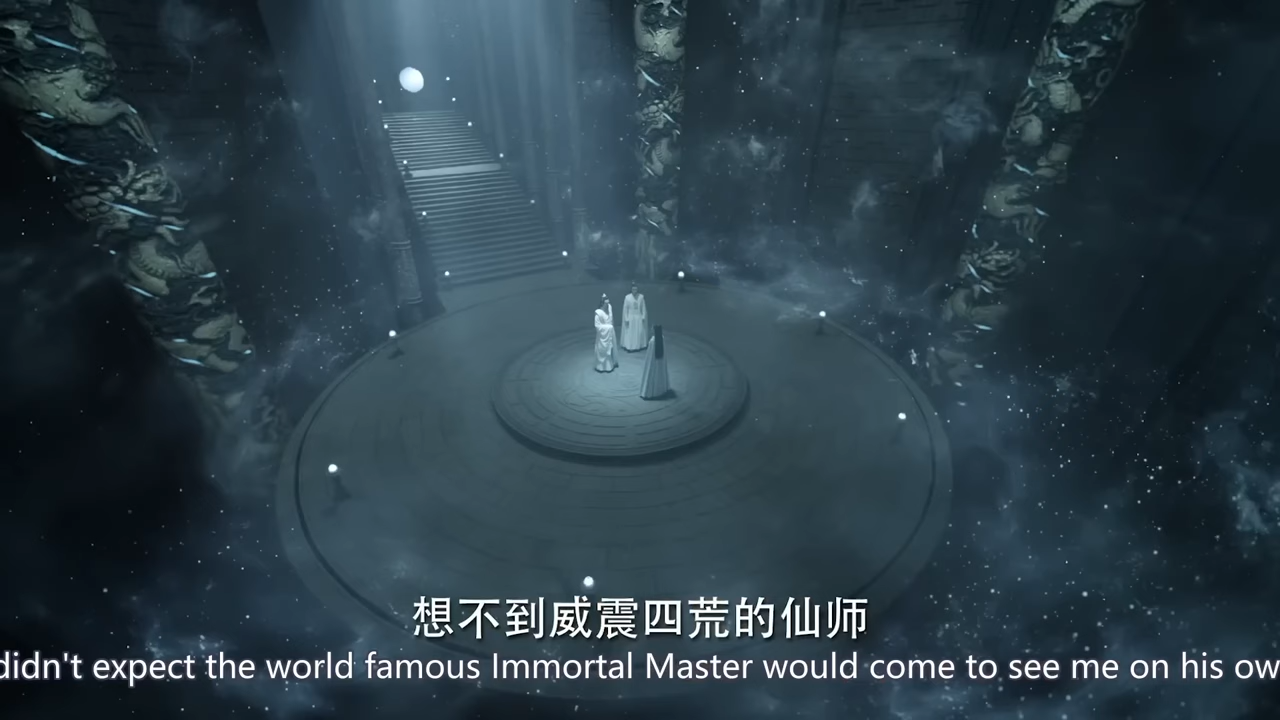 想不到威震四荒的仙师
didn't expect the world famous Immortal Master would come to see me on his ow